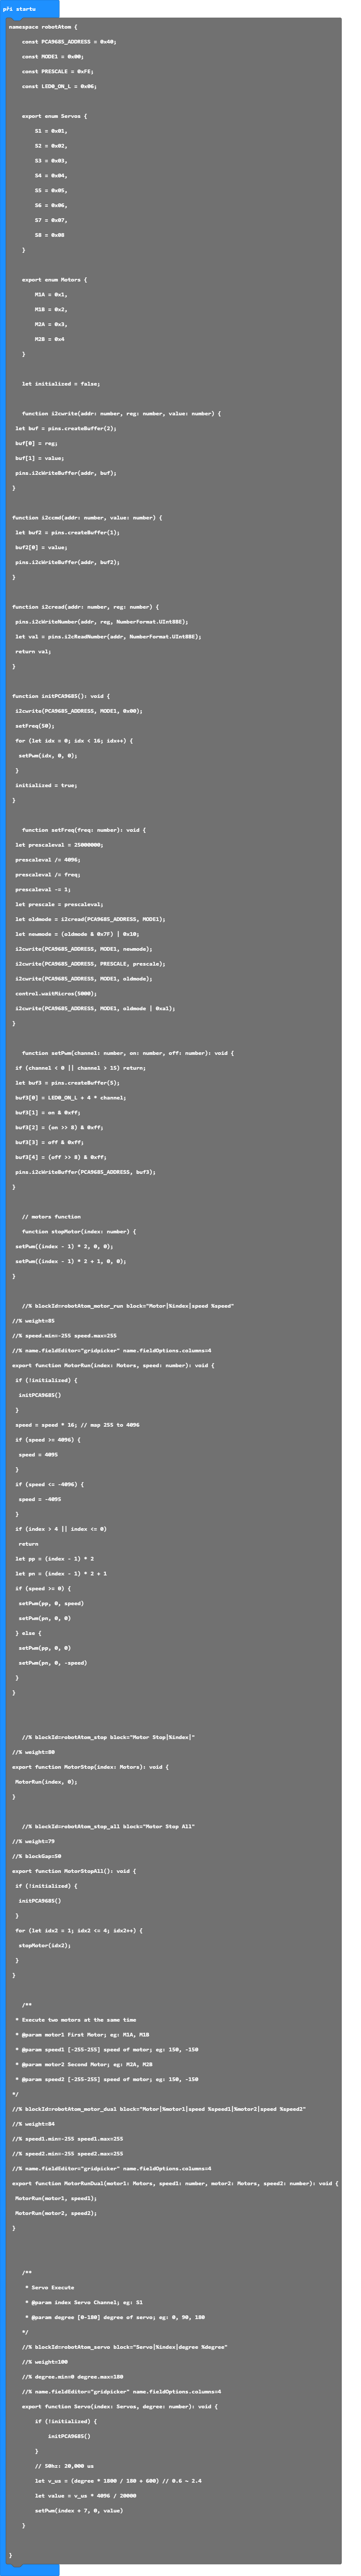 při startu
namespace robotAtom {
const PCA9685_ADDRESS = 0x40;
const MODE1 = 0x00;
const PRESCALE = 0xFE;
const LED0_ON_L = 0x06;
export enum Servos {
S1 = 0x01,
S2 = 0x02,
S3 = 0x03,
S4 = 0x04,
S5 = 0x05,
S6 = 0x06,
S7 = 0x07,
S8 = 0x08
}
export enum Motors {
M1A = 0x1,
M1B = 0x2,
M2A = 0x3,
M2B = 0x4
}
let initialized = false;
function i2cwrite(addr: number, reg: number, value: number) {
let buf = pins.createBuffer(2);
buf[0] = reg;
buf[1] = value;
pins.i2cWriteBuffer(addr, buf);
}
function i2ccmd(addr: number, value: number) {
let buf2 = pins.createBuffer(1);
buf2[0] = value;
pins.i2cWriteBuffer(addr, buf2);
}
function i2cread(addr: number, reg: number) {
pins.i2cWriteNumber(addr, reg, NumberFormat.UInt8BE);
let val = pins.i2cReadNumber(addr, NumberFormat.UInt8BE);
return val;
}
function initPCA9685(): void {
i2cwrite(PCA9685_ADDRESS, MODE1, 0x00);
setFreq(50);
for (let idx = 0; idx < 16; idx++) {
setPwm(idx, 0, 0);
}
initialized = true;
}
function setFreq(freq: number): void {
let prescaleval = 25000000;
prescaleval /= 4096;
prescaleval /= freq;
prescaleval -= 1;
let prescale = prescaleval;
let oldmode = i2cread(PCA9685_ADDRESS, MODE1);
let newmode = (oldmode & 0x7F) | 0x10;
i2cwrite(PCA9685_ADDRESS, MODE1, newmode);
i2cwrite(PCA9685_ADDRESS, PRESCALE, prescale);
i2cwrite(PCA9685_ADDRESS, MODE1, oldmode);
control.waitMicros(5000);
i2cwrite(PCA9685_ADDRESS, MODE1, oldmode | 0xa1);
}
function setPwm(channel: number, on: number, off: number): void {
if (channel < 0 || channel > 15) return;
let buf3 = pins.createBuffer(5);
buf3[0] = LED0_ON_L + 4 * channel;
buf3[1] = on & 0xff;
buf3[2] = (on >> 8) & 0xff;
buf3[3] = off & 0xff;
buf3[4] = (off >> 8) & 0xff;
pins.i2cWriteBuffer(PCA9685_ADDRESS, buf3);
}
// motors function
function stopMotor(index: number) {
setPwm((index - 1) * 2, 0, 0);
setPwm((index - 1) * 2 + 1, 0, 0);
}
//% blockId=robotAtom_motor_run block="Motor|%index|speed %speed"
//% weight=85
//% speed.min=-255 speed.max=255
//% name.fieldEditor="gridpicker" name.fieldOptions.columns=4
export function MotorRun(index: Motors, speed: number): void {
if (!initialized) {
initPCA9685()
}
speed = speed * 16; // map 255 to 4096
if (speed >= 4096) {
speed = 4095
}
if (speed <= -4096) {
speed = -4095
}
if (index > 4 || index <= 0)
return
let pp = (index - 1) * 2
let pn = (index - 1) * 2 + 1
if (speed >= 0) {
setPwm(pp, 0, speed)
setPwm(pn, 0, 0)
} else {
setPwm(pp, 0, 0)
setPwm(pn, 0, -speed)
}
}
//% blockId=robotAtom_stop block="Motor Stop|%index|"
//% weight=80
export function MotorStop(index: Motors): void {
MotorRun(index, 0);
}
//% blockId=robotAtom_stop_all block="Motor Stop All"
//% weight=79
//% blockGap=50
export function MotorStopAll(): void {
if (!initialized) {
initPCA9685()
}
for (let idx2 = 1; idx2 <= 4; idx2++) {
stopMotor(idx2);
}
}
/**
* Execute two motors at the same time
* @param motor1 First Motor; eg: M1A, M1B
* @param speed1 [-255-255] speed of motor; eg: 150, -150
* @param motor2 Second Motor; eg: M2A, M2B
* @param speed2 [-255-255] speed of motor; eg: 150, -150
*/
//% blockId=robotAtom_motor_dual block="Motor|%motor1|speed %speed1|%motor2|speed %speed2"
//% weight=84
//% speed1.min=-255 speed1.max=255
//% speed2.min=-255 speed2.max=255
//% name.fieldEditor="gridpicker" name.fieldOptions.columns=4
export function MotorRunDual(motor1: Motors, speed1: number, motor2: Motors, speed2: number): void {
MotorRun(motor1, speed1);
MotorRun(motor2, speed2);
}
/**
* Servo Execute
* @param index Servo Channel; eg: S1
* @param degree [0-180] degree of servo; eg: 0, 90, 180
*/
//% blockId=robotAtom_servo block="Servo|%index|degree %degree"
//% weight=100
//% degree.min=0 degree.max=180
//% name.fieldEditor="gridpicker" name.fieldOptions.columns=4
export function Servo(index: Servos, degree: number): void {
if (!initialized) {
initPCA9685()
}
// 50hz: 20,000 us
let v_us = (degree * 1800 / 180 + 600) // 0.6 ~ 2.4
let value = v_us * 4096 / 20000
setPwm(index + 7, 0, value)
}
}